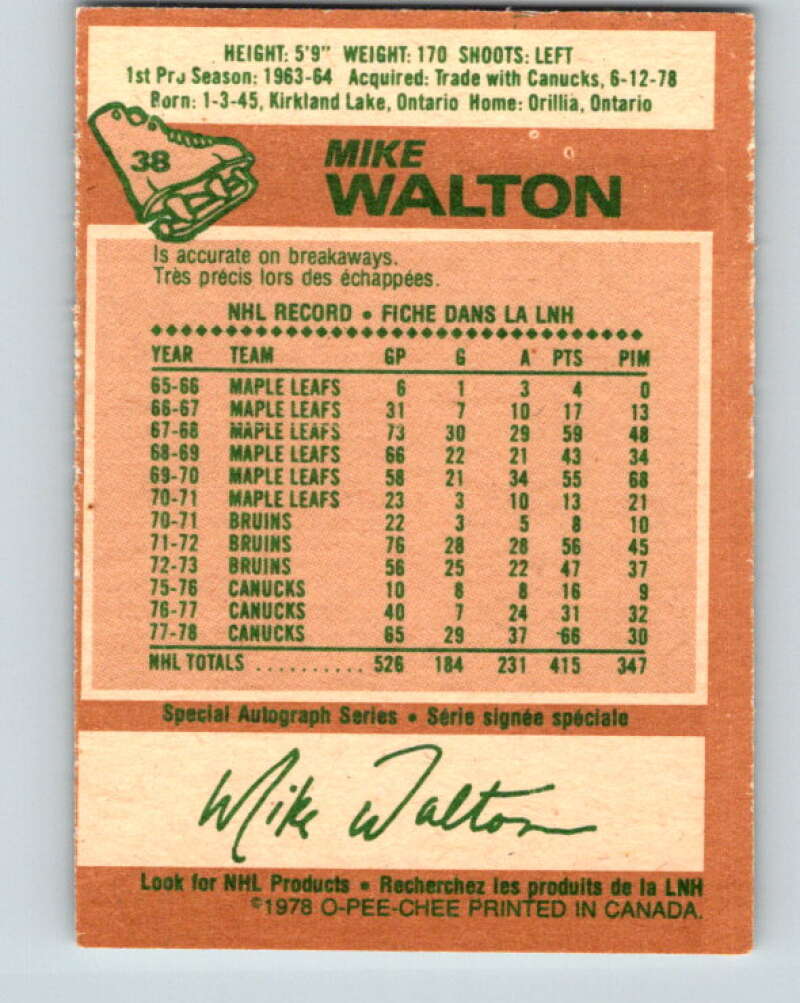 HEIGHT: 5'9" WEIGHT: 170 SHOOTS: LEFT
1st Pro Season: 1963-64 Acquired: Trade with Canucks, 6-12-78
Born: 1-3-45, Kirkland Lake, Ontario Home: Orillia, Ontario
38
MIKE
WALTON
Is accurate on breakaways.
Très précis lors des échappées.
NHL RECORD • FICHE DANS LA LNH
YEAR TEAM GP G A PTS PIM
65-66 MAPLE LEAFS 6 1 3 4 0
66-67 MAPLE LEAFS 31 7 10 17 13
67-68 MAPLE LEAFS 73 30 29 59 48
68-69 MAPLE LEAFS 66 22 21 43 34
69-70 MAPLE LEAFS 58 21 34 55 68
70-71 MAPLE LEAFS 23 3 10 13 21
70-71 BRUINS 22 3 5 8 10
71-72 BRUINS 76 28 28 56 45
72-73 BRUINS 56 25 22 47 37
75-76 CANUCKS 10 8 8 16 9
76-77 CANUCKS 40 7 24 31 32
77-78 CANUCKS 65 29 37 66 30
NHL TOTALS .......... 526 184 231 415 347
Special Autograph Series • Série signée spéciale
Mike Walton
Look for NHL Products • Recherchez les produits de la LNH
©1978 O-PEE-CHEE PRINTED IN CANADA.